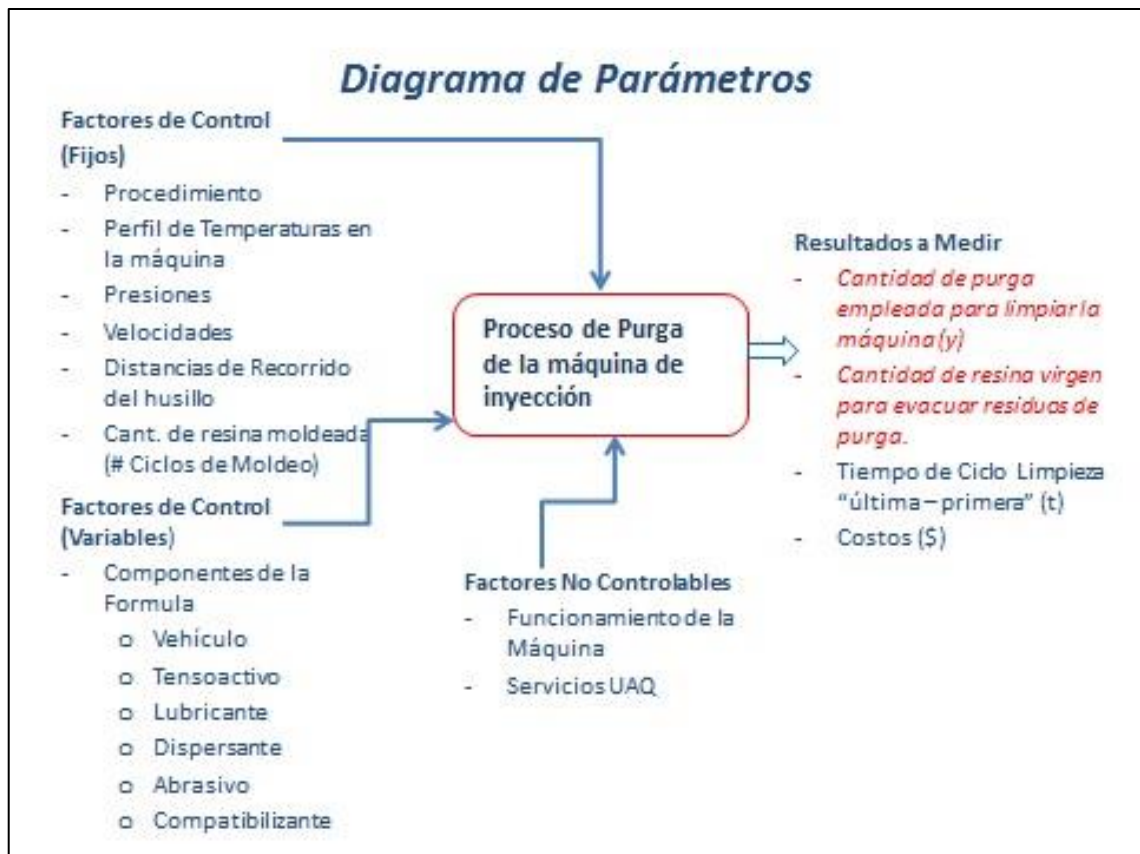 Diagrama de Parámetros
Factores de Control
(Fijos)
- Procedimiento
- Perfil de Temperaturas en
la máquina
- Presiones
- Velocidades
- Distancias de Recorrido
del husillo
- Cant. de resina moldeada
(# Ciclos de Moldeo)
Factores de Control
(Variables)
- Componentes de la
Formula
o Vehículo
o Tensoactivo
o Lubricante
o Dispersante
o Abrasivo
o Compatibilizante
Proceso de Purga
de la máquina de
inyección
Factores No Controlables
- Funcionamiento de la
Máquina
- Servicios UAQ
Resultados a Medir
- Cantidad de purga
empleada para limpiar la
máquina (y)
- Cantidad de resina virgen
para evacuar residuos de
purga.
- Tiempo de Ciclo Limpieza
“última – primera” (t)
- Costos ($)